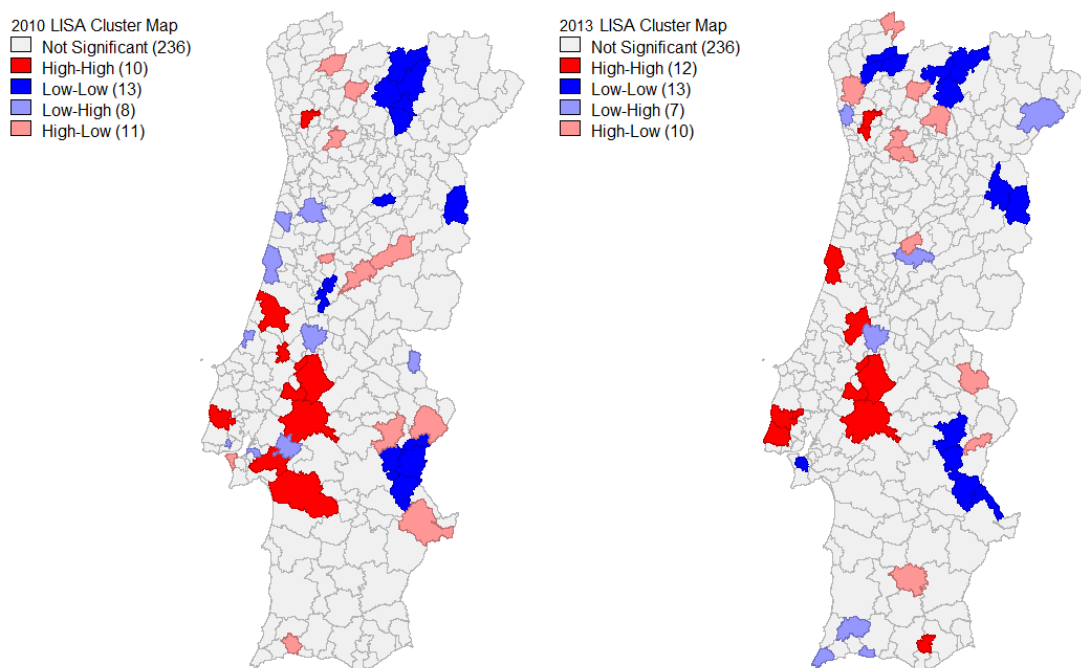 2010 LISA Cluster Map
Not Significant (236)
High-High (10)
Low-Low (13)
Low-High (8)
High-Low (11)
2013 LISA Cluster Map
Not Significant (236)
High-High (12)
Low-Low (13)
Low-High (7)
High-Low (10)